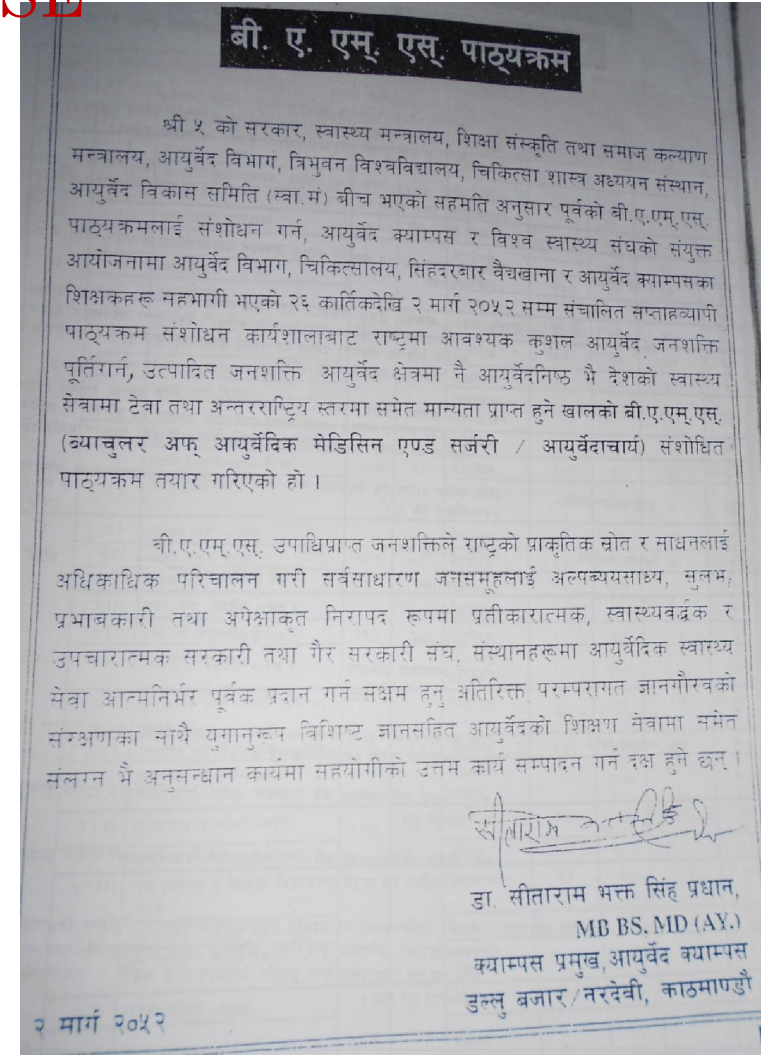 SE
बी. ए. एम्. एस्. पाठ्यक्रम
श्री ५ को सरकार, स्वास्थ्य मन्त्रालय, शिक्षा संस्कृति तथा समाज कल्याण
मन्त्रालय, आयुर्वेद विभाग, त्रिभुवन विश्वविद्यालय, चिकित्सा शास्त्र अध्ययन संस्थान,
आयुर्वेद विकास समिति (स्वा.मं) बीच भएको सहमति अनुसार पूर्वको बी.ए.एम्.एस्.
पाठ्यक्रमलाई संशोधन गर्न, आयुर्वेद क्याम्पस र विश्व स्वास्थ्य संघको संयुक्त
आयोजनामा आयुर्वेद विभाग, चिकित्सालय, सिंहदरबार वैद्यखाना र आयुर्वेद क्याम्पसका
शिक्षकहरू सहभागी भएको २६ कार्तिकदेखि २ मार्ग २०५२ सम्म संचालित सप्ताहव्यापी
पाठ्यक्रम संशोधन कार्यशालाबाट राष्ट्रमा आवश्यक कुशल आयुर्वेद जनशक्ति
पूर्तिगर्न, उत्पादित जनशक्ति आयुर्वेद क्षेत्रमा नै आयुर्वेदनिष्ठ भै देशको स्वास्थ्य
सेवामा टेवा तथा अन्तरराष्ट्रिय स्तरमा समेत मान्यता प्राप्त हुने खालको बी.ए.एम्.एस्.
(ब्याचुलर अफ् आयुर्वेदिक मेडिसिन एण्ड सर्जरी / आयुर्वेदाचार्य) संशोधित
पाठ्यक्रम तयार गरिएको हो ।
बी.ए.एम्.एस्. उपाधिप्राप्त जनशक्तिले राष्ट्रको प्राकृतिक स्रोत र साधनलाई
अधिकाधिक परिचालन गरी सर्वसाधारण जनसमूहलाई अल्पव्ययसाध्य, सुलभ,
प्रभावकारी तथा अपेक्षाकृत निरापद रूपमा प्रतीकारात्मक, स्वास्थ्यवर्द्धक र
उपचारात्मक सरकारी तथा गैर सरकारी संघ, संस्थानहरूमा आयुर्वेदिक स्वास्थ्य
सेवा आत्मनिर्भर पूर्वक प्रदान गर्न सक्षम हुनु अतिरिक्त परम्परागत ज्ञानगौरवको
संरक्षणका साथै युगानुरूप विशिष्ट ज्ञानसहित आयुर्वेदको शिक्षण सेवामा समेत
संलग्न भै अनुसन्धान कार्यमा सहयोगीको उत्तम कार्य सम्पादन गर्न दक्ष हुने छन् ।
सीताराम
डा. सीताराम भक्त सिंह प्रधान,
MB BS. MD (AY.)
क्याम्पस प्रमुख, आयुर्वेद क्याम्पस
डल्लु बजार/नरदेवी, काठमाण्डौ
२ मार्ग २०५२